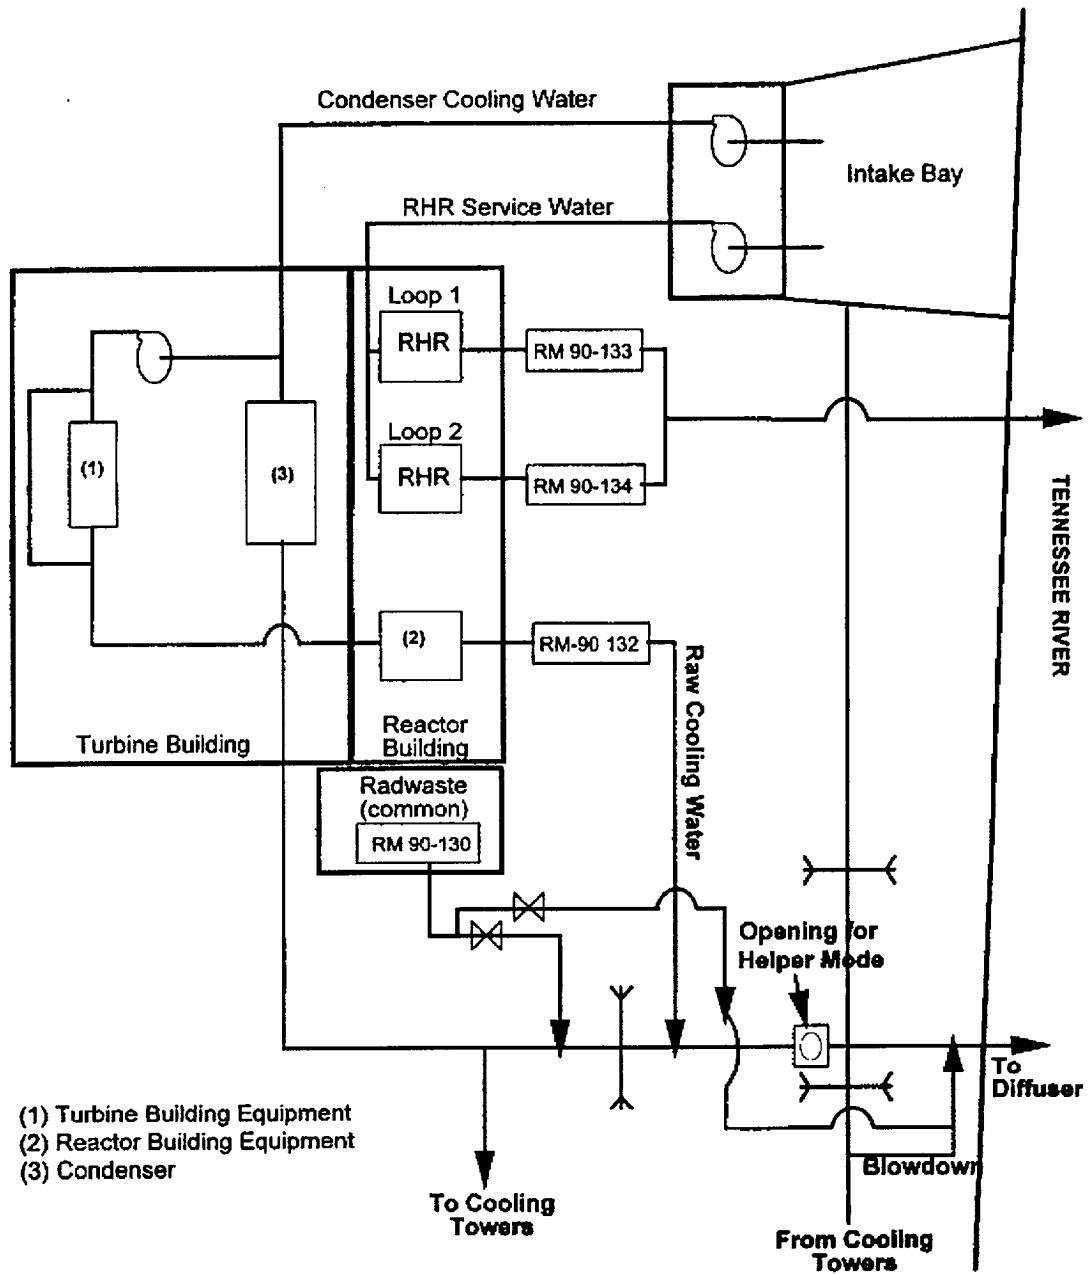 Condenser Cooling Water
Intake Bay
RHR Service Water
Loop 1
RHR
RM 90-133
Loop 2
RHR
RM 90-134
(1)
(3)
TENNESSEE RIVER
(2)
RM-90 132
Raw Cooling Water
Turbine Building
Reactor
Building
Radwaste
(common)
RM 90-130
Opening for
Helper Mode
To
Diffuser
(1) Turbine Building Equipment
(2) Reactor Building Equipment
(3) Condenser
Blowdown
To Cooling
Towers
From Cooling
Towers